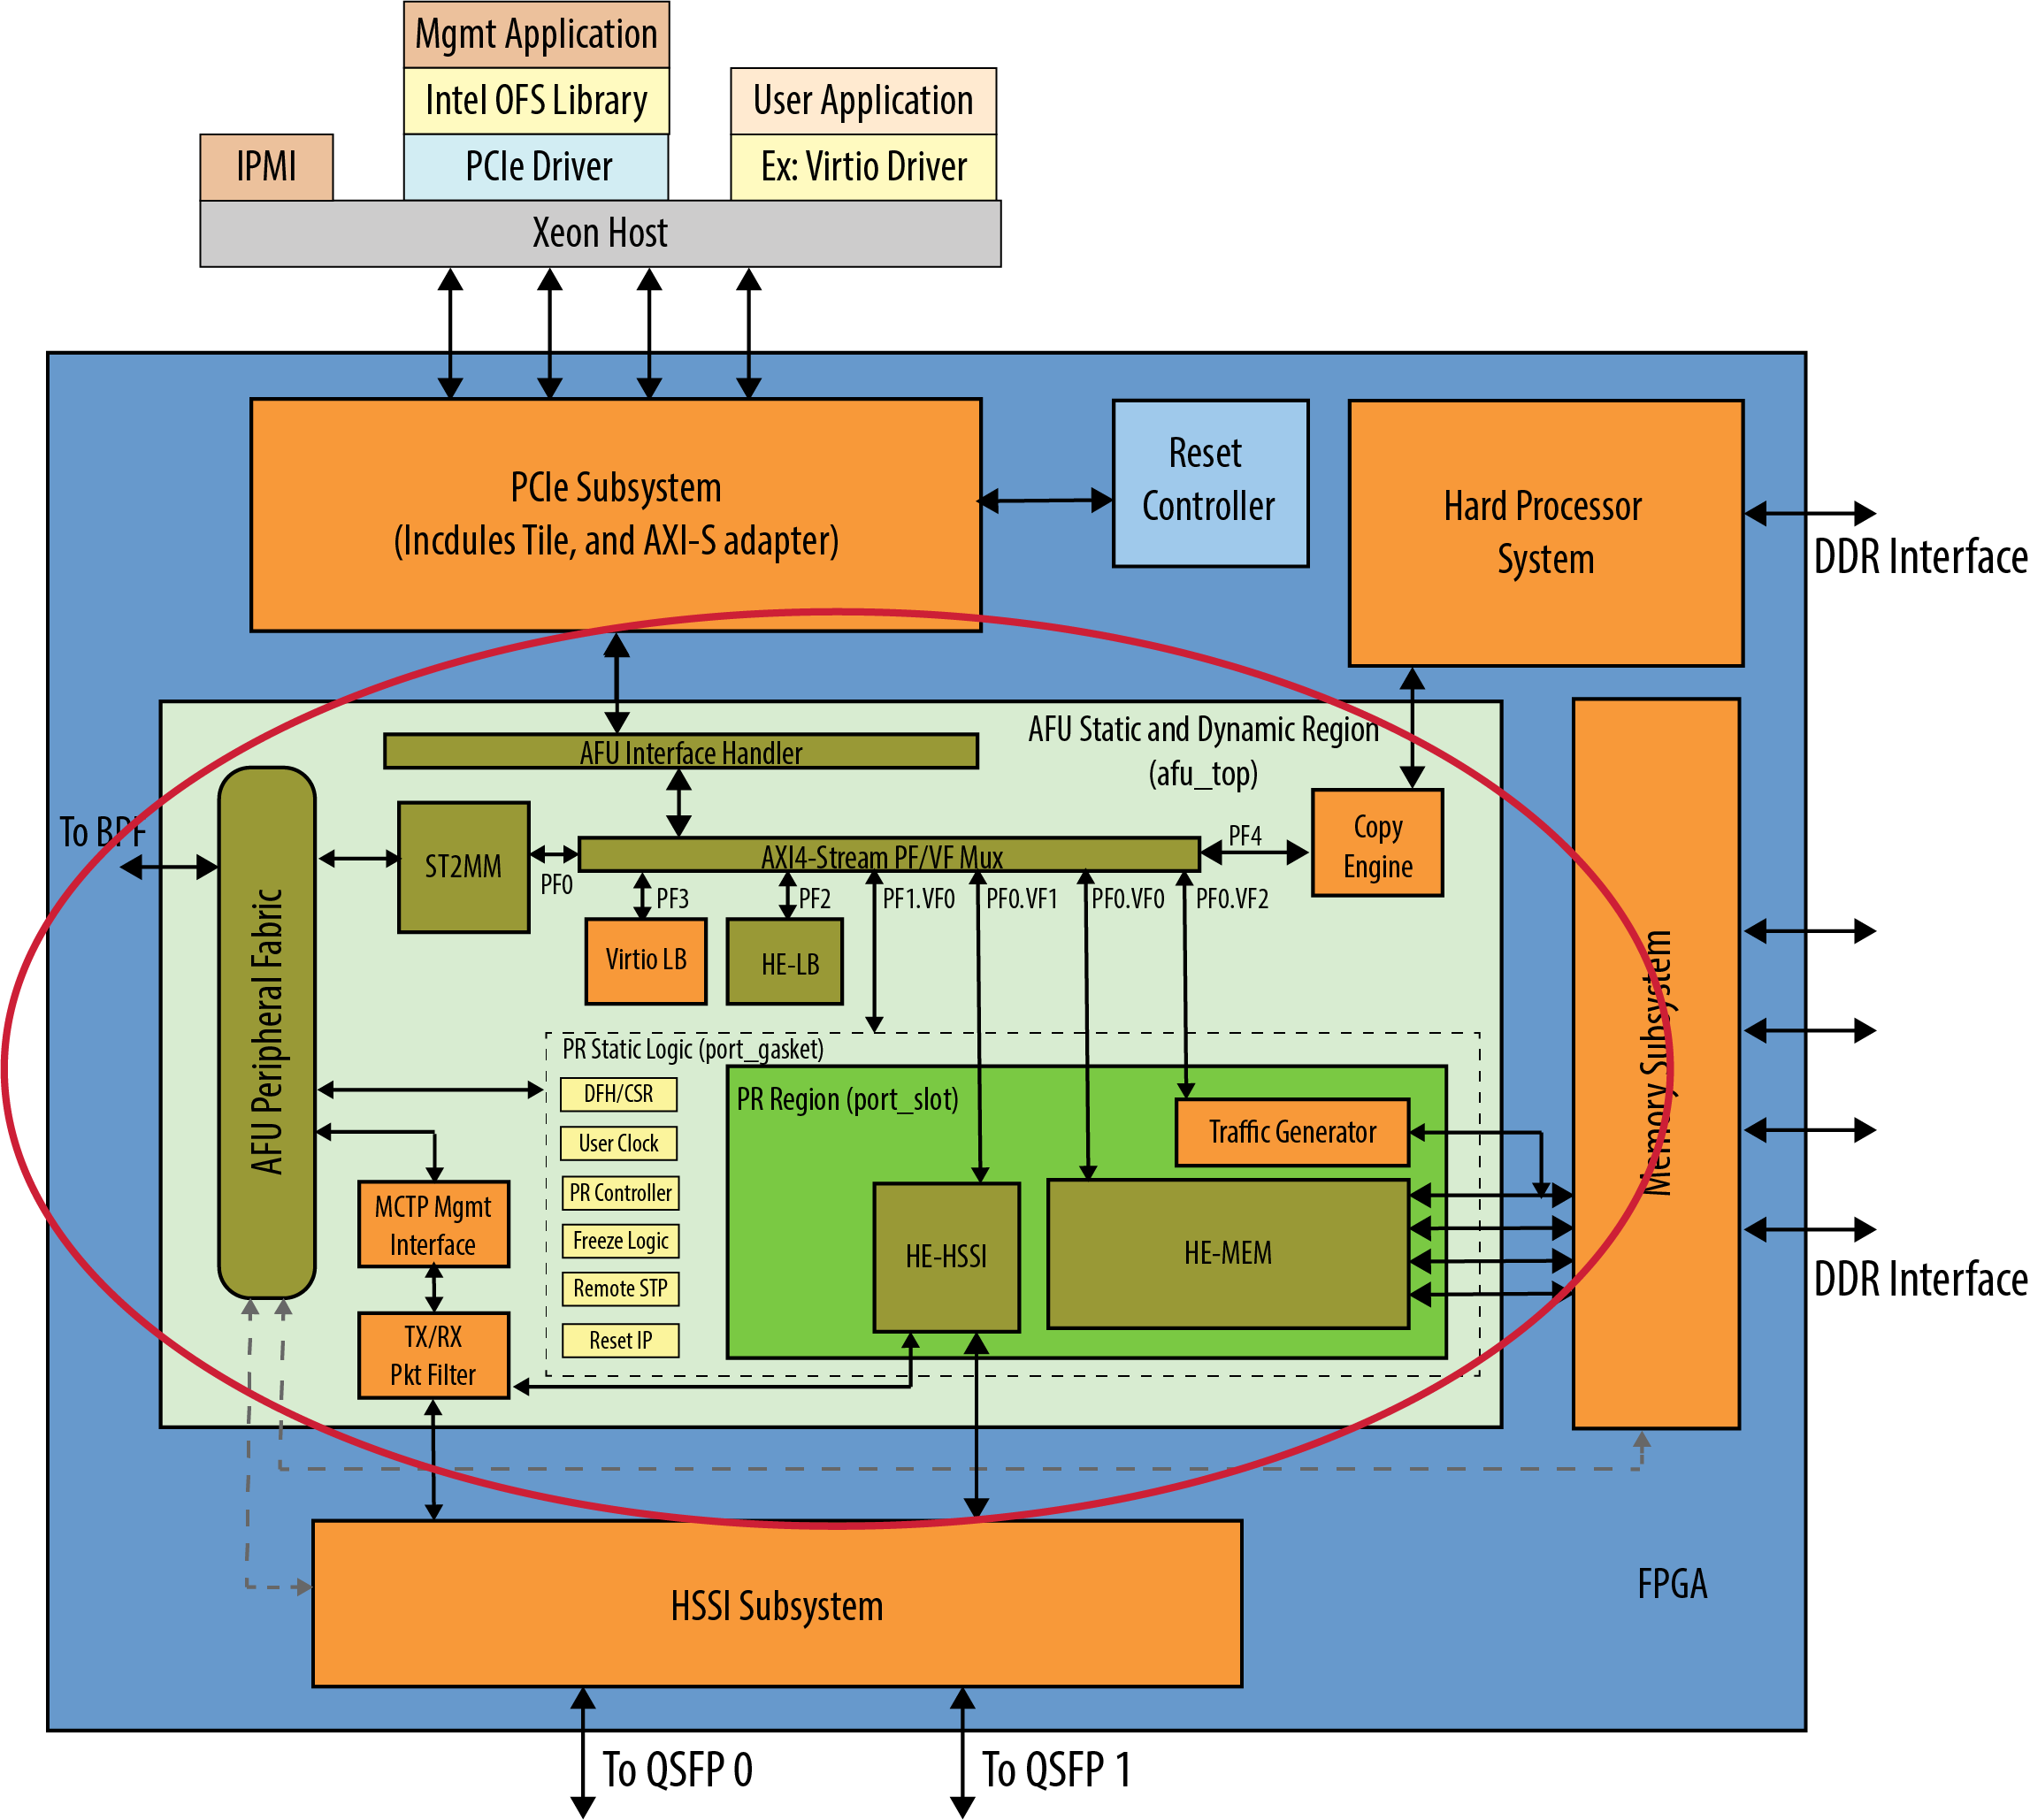 Mgmt Application
Intel OFS Library
User Application
IPMI
PCIe Driver
Ex: Virtio Driver
Xeon Host
PCIe Subsystem
(Incdules Tile, and AXI-S adapter)
Reset
Controller
Hard Processor
System
DDR Interface
AFU Static and Dynamic Region
(afu_top)
AFU Interface Handler
To BPF
AFU Peripheral Fabric
ST2MM
PF0
AXI4-Stream PF/VF Mux
PF4
Copy
Engine
PF3
PF2
PF1.VF0
PF0.VF1
PF0.VF0
PF0.VF2
Virtio LB
HE-LB
Memory Subsystem
PR Static Logic (port_gasket)
DFH/CSR
User Clock
PR Controller
Freeze Logic
Remote STP
Reset IP
PR Region (port_slot)
Traffic Generator
HE-HSSI
HE-MEM
MCTP Mgmt
Interface
TX/RX
Pkt Filter
DDR Interface
HSSI Subsystem
FPGA
To QSFP 0
To QSFP 1